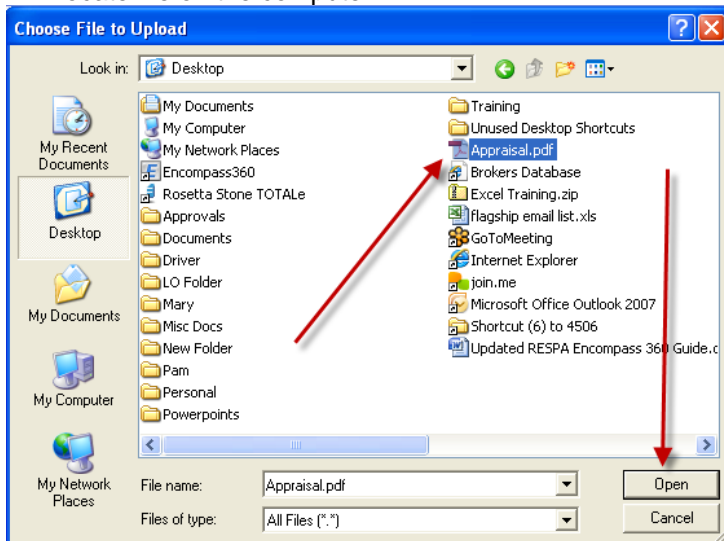 Choose File to Upload
Look in:
Desktop
My Recent
Documents
Desktop
My Documents
My Computer
My Network
Places
My Documents
My Computer
My Network Places
Encompass360
Rosetta Stone TOTALe
Approvals
Documents
Driver
LO Folder
Mary
Misc Docs
New Folder
Pam
Personal
Powerpoints
Training
Unused Desktop Shortcuts
Appraisal.pdf
Brokers Database
Excel Training.zip
flagship email list.xls
GoToMeeting
Internet Explorer
join.me
Microsoft Office Outlook 2007
Shortcut (6) to 4506
Updated RESPA Encompass 360 Guide.
File name:
Appraisal.pdf
Open
Files of type:
All Files (*.*)
Cancel